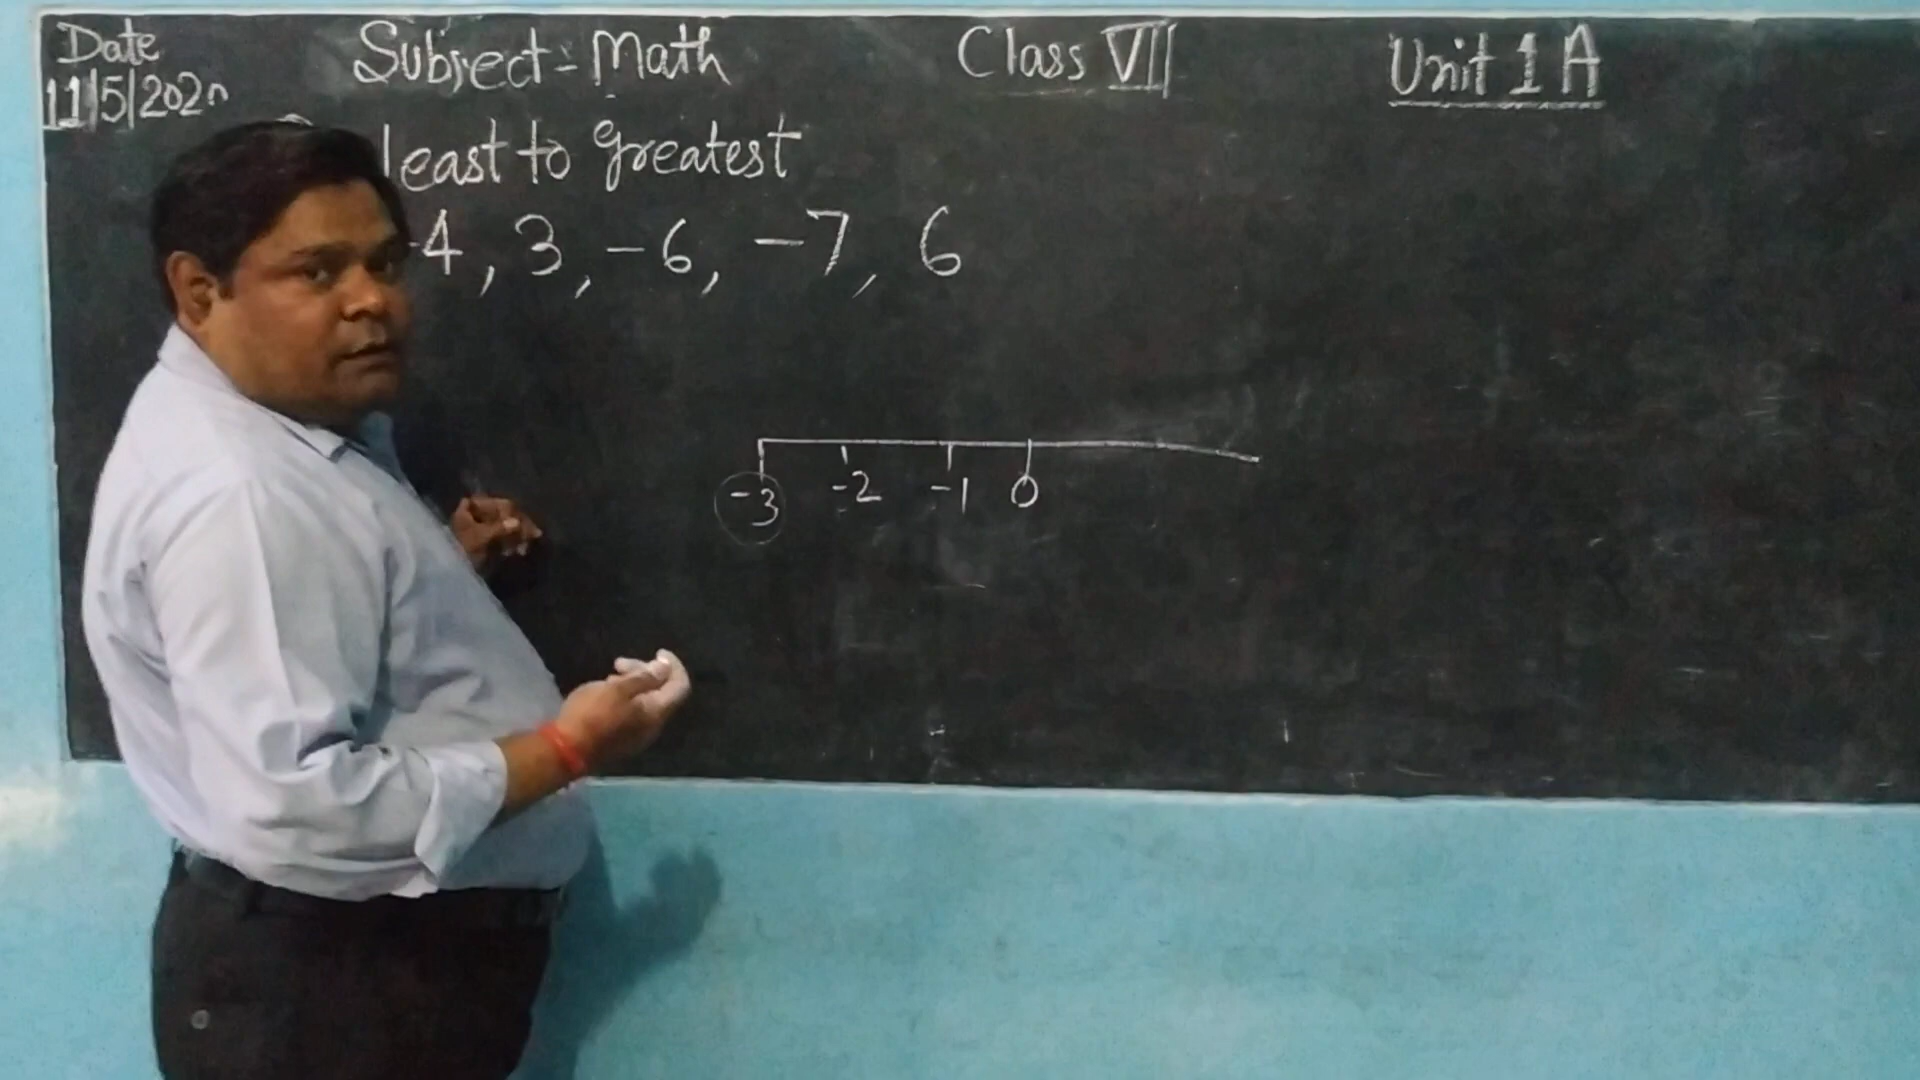 Date
11/5/2020
Subject = Math
Class VII
Unit 1 A
least to greatest
-4, 3, -6, -7, 6
-3 -2 -1 0